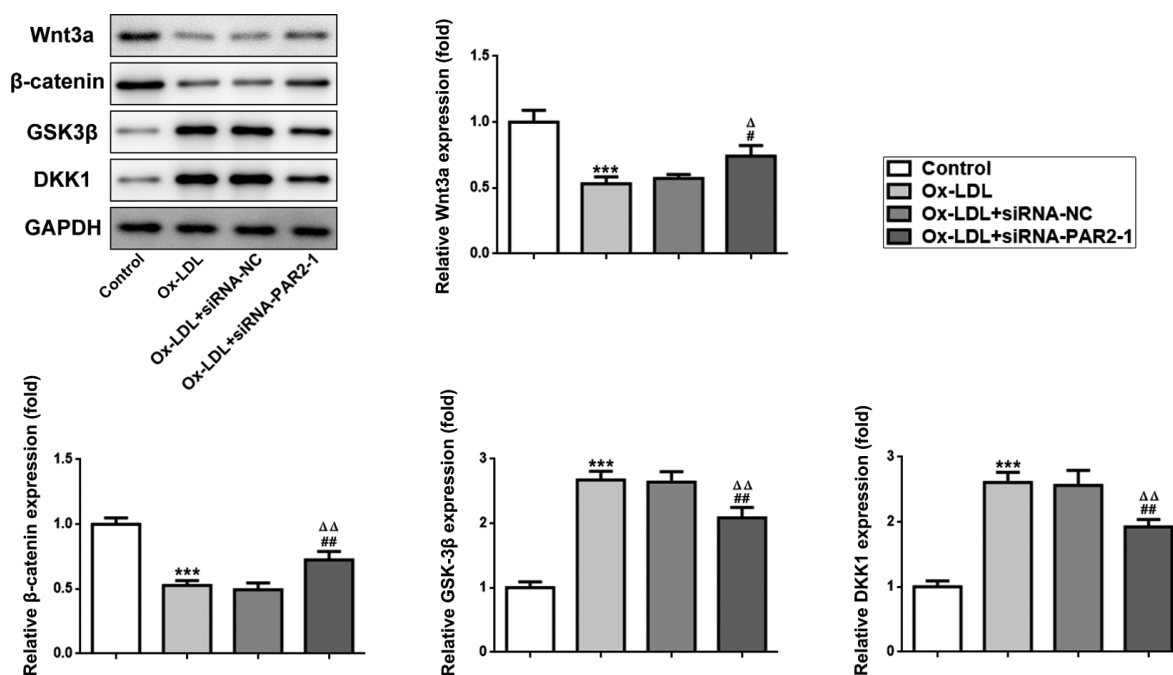 Wnt3a
β-catenin
GSK3β
DKK1
GAPDH
Control
Ox-LDL
Ox-LDL+siRNA-NC
Ox-LDL+siRNA-PAR2-1
Relative Wnt3a expression (fold)
1.5
1.0
0.5
0.0
***
Δ
#
Control
Ox-LDL
Ox-LDL+siRNA-NC
Ox-LDL+siRNA-PAR2-1
Relative β-catenin expression (fold)
1.5
1.0
0.5
0.0
***
ΔΔ
##
Relative GSK-3β expression (fold)
3
2
1
0
***
ΔΔ
##
Relative DKK1 expression (fold)
3
2
1
0
***
ΔΔ
##